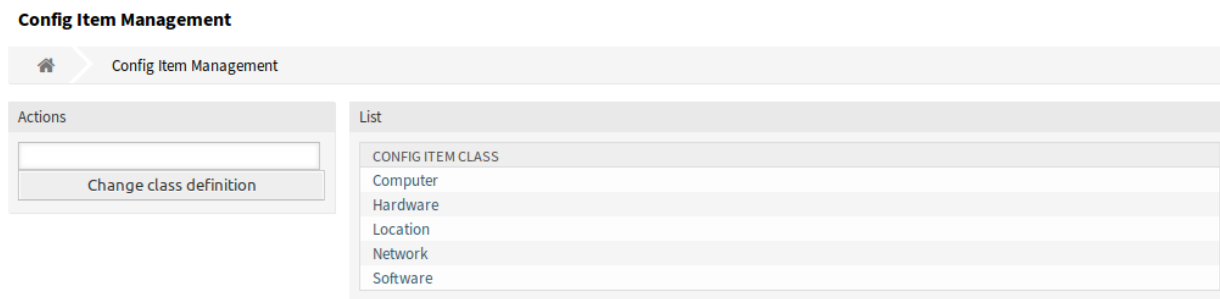 Config Item Management
Config Item Management
Actions
Change class definition
List
CONFIG ITEM CLASS
Computer
Hardware
Location
Network
Software